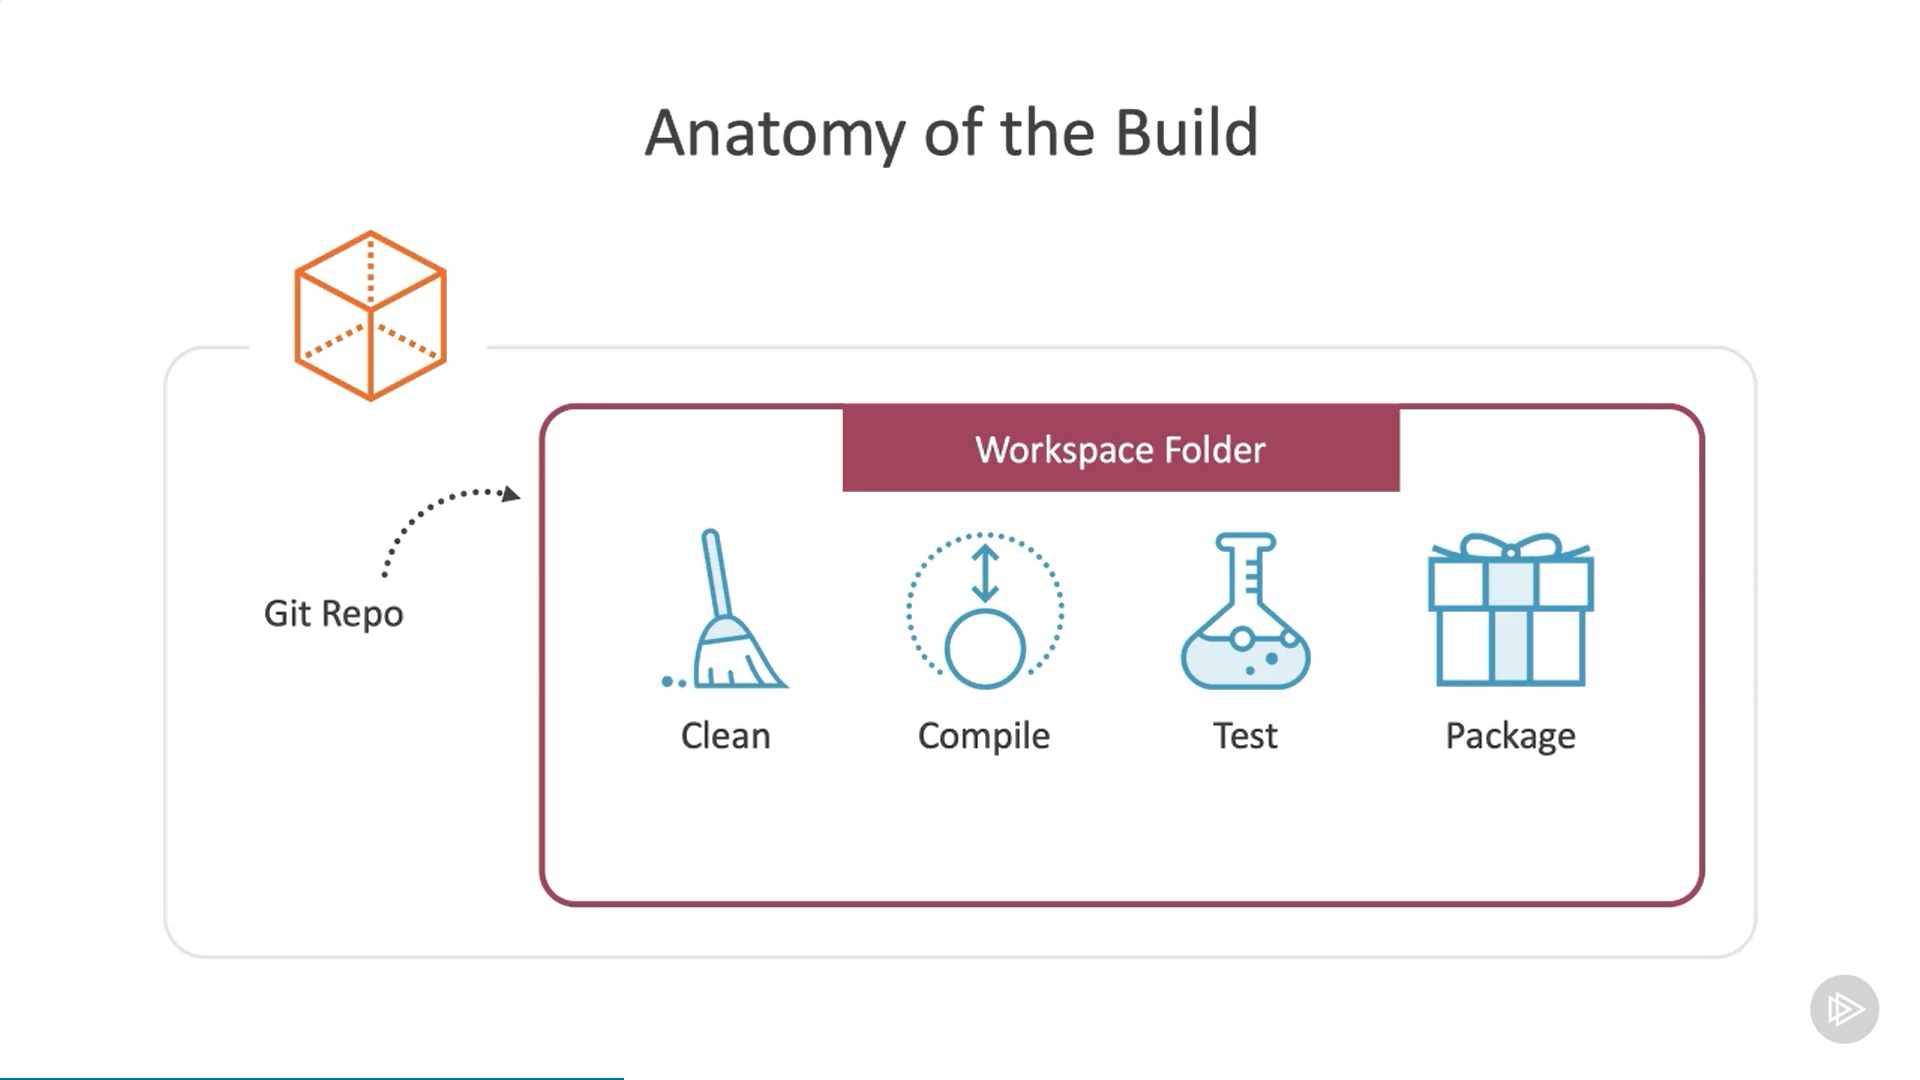 Anatomy of the Build
Workspace Folder
Git Repo
Clean
Compile
Test
Package